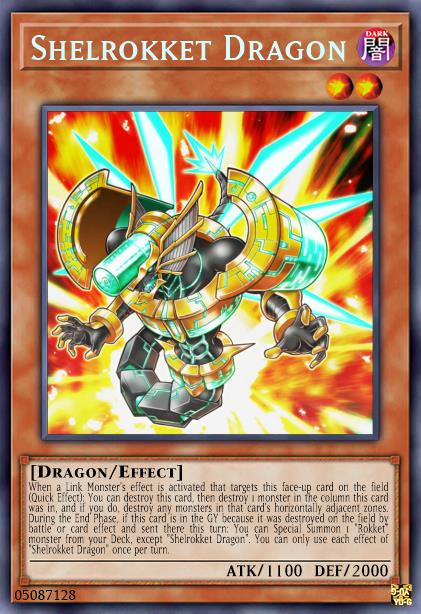 SHELROKKET DRAGON
DARK
闇
[DRAGON/EFFECT]
When a Link Monster's effect is activated that targets this face-up card on the field
(Quick Effect): You can destroy this card, then destroy 1 monster in the column this card
was in, and if you do, destroy any monsters in that card's horizontally adjacent zones.
During the End Phase, if this card is in the GY because it was destroyed on the field by
battle or card effect and sent there this turn: You can Special Summon 1 "Rokket"
monster from your Deck, except "Shelrokket Dragon". You can only use each effect of
"Shelrokket Dragon" once per turn.
ATK/1100 DEF/2000
05087128